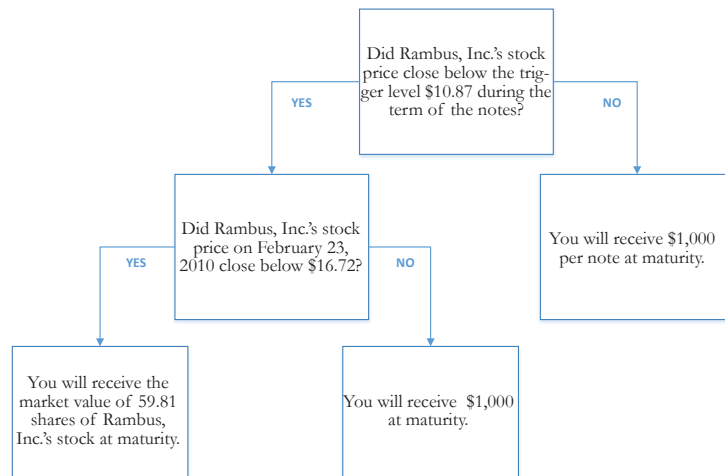 Did Rambus, Inc.'s stock
price close below the trig-
ger level $10.87 during the
term of the notes?
YES
NO
Did Rambus, Inc.'s stock
price on February 23,
2010 close below $16.72?
You will receive $1,000
per note at maturity.
YES
NO
You will receive the
market value of 59.81
shares of Rambus,
Inc.'s stock at maturity.
You will receive $1,000
at maturity.